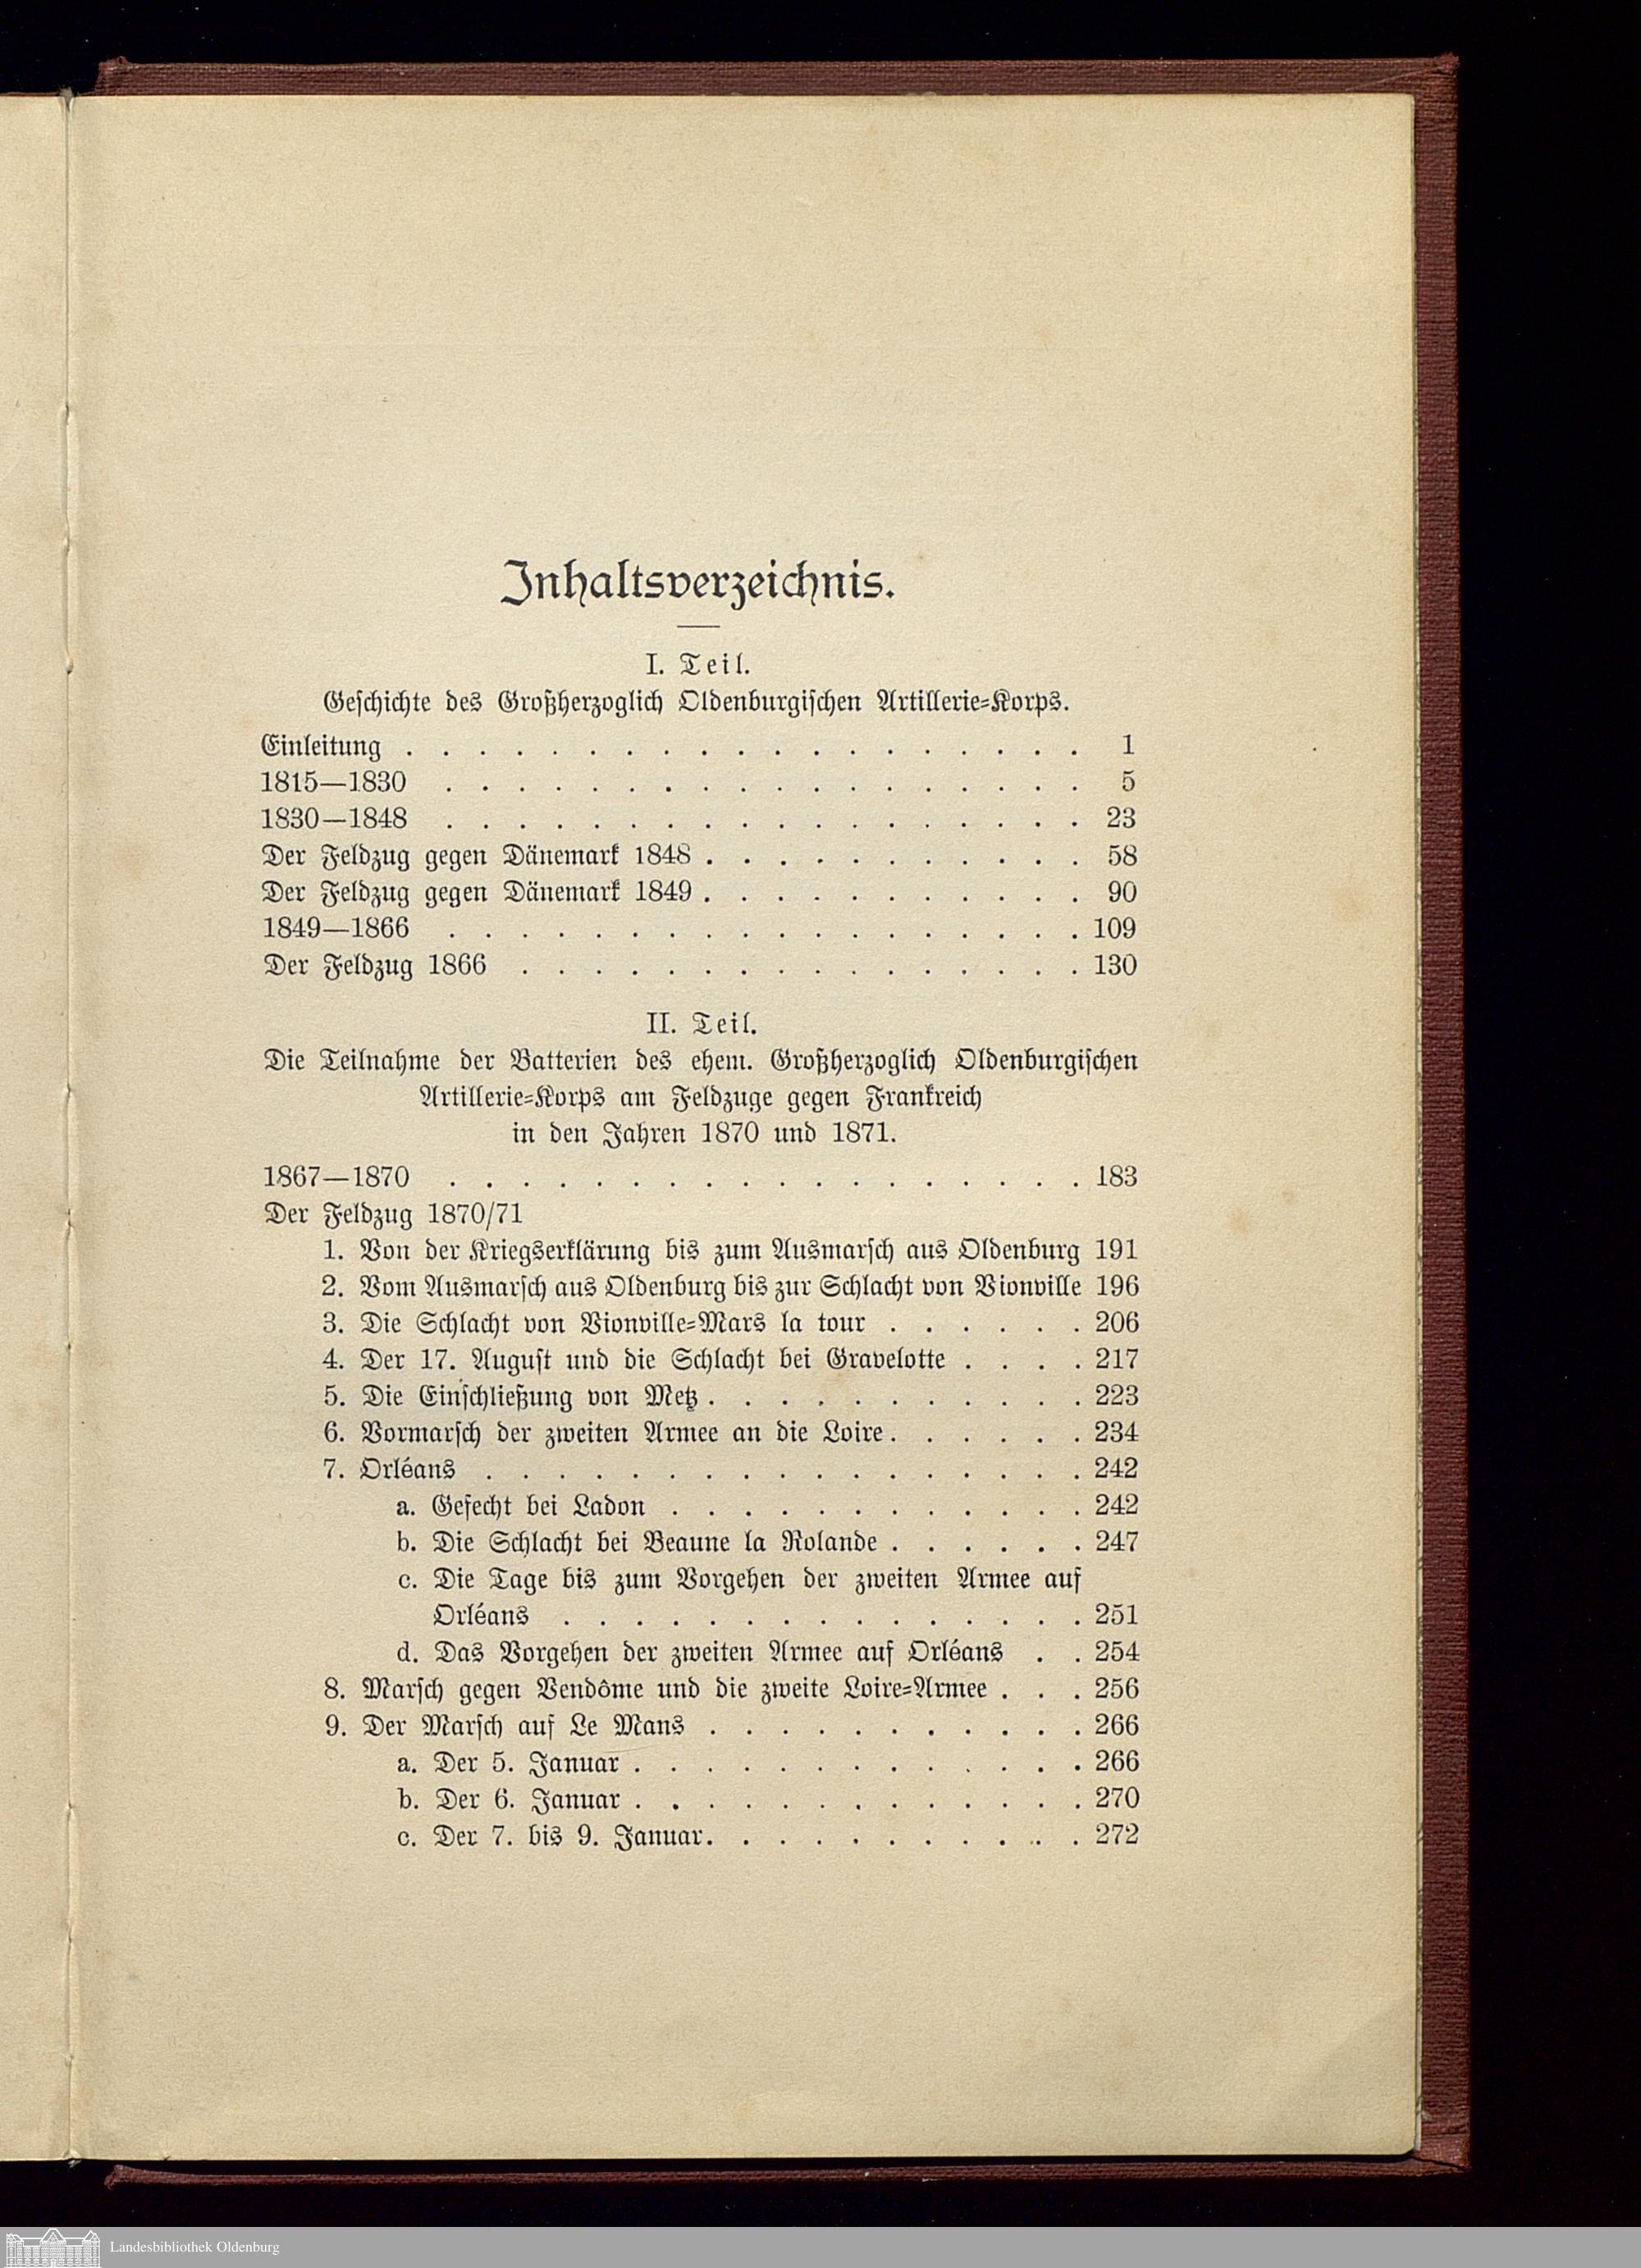 Inhaltsverzeichnis.
I. Teil.
Geschichte des Großherzoglich Oldenburgischen Artillerie-Korps.
Einleitung . . . . . . . . . . . . . . . . . . . 1
1815—1830 . . . . . . . . . . . . . . . . . . 5
1830—1848 . . . . . . . . . . . . . . . . . . 23
Der Feldzug gegen Dänemark 1848 . . . . . . . . . . . 58
Der Feldzug gegen Dänemark 1849 . . . . . . . . . . . 90
1849—1866 . . . . . . . . . . . . . . . . . . 109
Der Feldzug 1866 . . . . . . . . . . . . . . . . 130
II. Teil.
Die Teilnahme der Batterien des ehem. Großherzoglich Oldenburgischen
Artillerie-Korps am Feldzuge gegen Frankreich
in den Jahren 1870 und 1871.
1867—1870 . . . . . . . . . . . . . . . . . . 183
Der Feldzug 1870/71
1. Von der Kriegserklärung bis zum Ausmarsch aus Oldenburg 191
2. Vom Ausmarsch aus Oldenburg bis zur Schlacht von Vionville 196
3. Die Schlacht von Vionville-Mars la tour . . . . . . 206
4. Der 17. August und die Schlacht bei Gravelotte . . . . 217
5. Die Einschließung von Metz . . . . . . . . . . . 223
6. Vormarsch der zweiten Armee an die Loire . . . . . . 234
7. Orléans . . . . . . . . . . . . . . . . . 242
a. Gefecht bei Ladon . . . . . . . . . . . . 242
b. Die Schlacht bei Beaune la Rolande . . . . . . 247
c. Die Tage bis zum Vorgehen der zweiten Armee auf
Orléans . . . . . . . . . . . . . . . 251
d. Das Vorgehen der zweiten Armee auf Orléans . . 254
8. Marsch gegen Vendôme und die zweite Loire-Armee . . . 256
9. Der Marsch auf Le Mans . . . . . . . . . . . 266
a. Der 5. Januar . . . . . . . . . . . . . 266
b. Der 6. Januar . . . . . . . . . . . . . 270
c. Der 7. bis 9. Januar . . . . . . . . . . . 272
Landesbibliothek Oldenburg